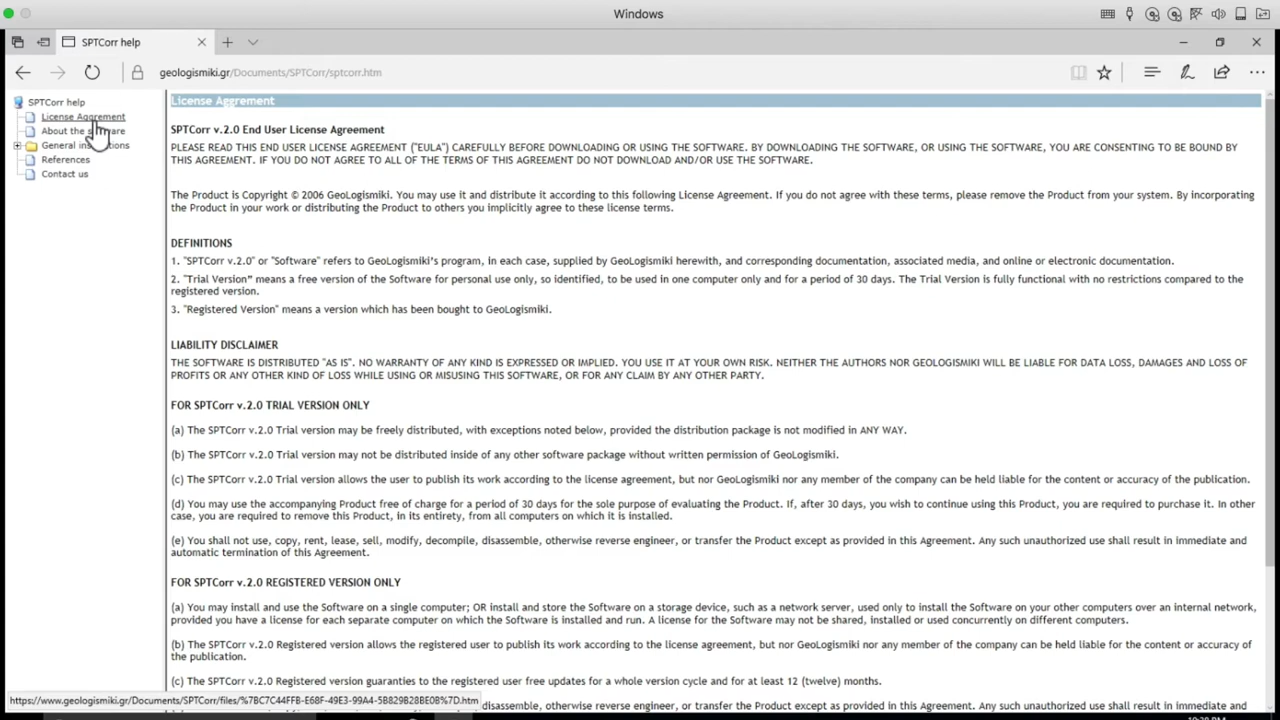 Windows
SPTCorr help
geologismiki.gr/Documents/SPTCorr/sptcorr.htm
SPTCorr help
License Aggrement
About the software
General instructions
References
Contact us
License Aggrement
SPTCorr v.2.0 End User License Agreement
PLEASE READ THIS END USER LICENSE AGREEMENT ("EULA") CAREFULLY BEFORE DOWNLOADING OR USING THE SOFTWARE. BY DOWNLOADING THE SOFTWARE, OR USING THE SOFTWARE, YOU ARE CONSENTING TO BE BOUND BY
THIS AGREEMENT. IF YOU DO NOT AGREE TO ALL OF THE TERMS OF THIS AGREEMENT DO NOT DOWNLOAD AND/OR USE THE SOFTWARE.
The Product is Copyright © 2006 GeoLogismiki. You may use it and distribute it according to this following License Agreement. If you do not agree with these terms, please remove the Product from your system. By incorporating
the Product in your work or distributing the Product to others you implicitly agree to these license terms.
DEFINITIONS
1. "SPTCorr v.2.0" or "Software" refers to GeoLogismiki's program, in each case, supplied by GeoLogismiki herewith, and corresponding documentation, associated media, and online or electronic documentation.
2. "Trial Version" means a free version of the Software for personal use only, so identified, to be used in one computer only and for a period of 30 days. The Trial Version is fully functional with no restrictions compared to the
registered version.
3. "Registered Version" means a version which has been bought to GeoLogismiki.
LIABILITY DISCLAIMER
THE SOFTWARE IS DISTRIBUTED "AS IS". NO WARRANTY OF ANY KIND IS EXPRESSED OR IMPLIED. YOU USE IT AT YOUR OWN RISK. NEITHER THE AUTHORS NOR GEOLOGISMIKI WILL BE LIABLE FOR DATA LOSS, DAMAGES AND LOSS OF
PROFITS OR ANY OTHER KIND OF LOSS WHILE USING OR MISUSING THIS SOFTWARE, OR FOR ANY CLAIM BY ANY OTHER PARTY.
FOR SPTCorr v.2.0 TRIAL VERSION ONLY
(a) The SPTCorr v.2.0 Trial version may be freely distributed, with exceptions noted below, provided the distribution package is not modified in ANY WAY.
(b) The SPTCorr v.2.0 Trial version may not be distributed inside of any other software package without written permission of GeoLogismiki.
(c) The SPTCorr v.2.0 Trial version allows the user to publish its work according to the license agreement, but nor GeoLogismiki nor any member of the company can be held liable for the content or accuracy of the publication.
(d) You may use the accompanying Product free of charge for a period of 30 days for the sole purpose of evaluating the Product. If, after 30 days, you wish to continue using this Product, you are required to purchase it. In other
case, you are required to remove this Product, in its entirety, from all computers on which it is installed.
(e) You shall not use, copy, rent, lease, sell, modify, decompile, disassemble, otherwise reverse engineer, or transfer the Product except as provided in this Agreement. Any such unauthorized use shall result in immediate and
automatic termination of this Agreement.
FOR SPTCorr v.2.0 REGISTERED VERSION ONLY
(a) You may install and use the Software on a single computer; OR install and store the Software on a storage device, such as a network server, used only to install the Software on your other computers over an internal network,
provided you have a license for each separate computer on which the Software is installed and run. A license for the Software may not be shared, installed or used concurrently on different computers.
(b) The SPTCorr v.2.0 Registered version allows the registered user to publish its work according to the license agreement, but nor GeoLogismiki nor any member of the company can be held liable for the content or accuracy of
the publication.
(c) The SPTCorr v.2.0 Registered version guaranties to the registered user free updates for a whole version cycle and for at least 12 (twelve) months.
https://www.geologismiki.gr/Documents/SPTCorr/files/%7BC7C44FFB-E68F-49E3-99A4-5B829B28BE0B%7D.htm
disassemble, otherwise reverse engineer, or transfer the Product except as provided in this Agreement. Any such unauthorized use shall result in immediate and